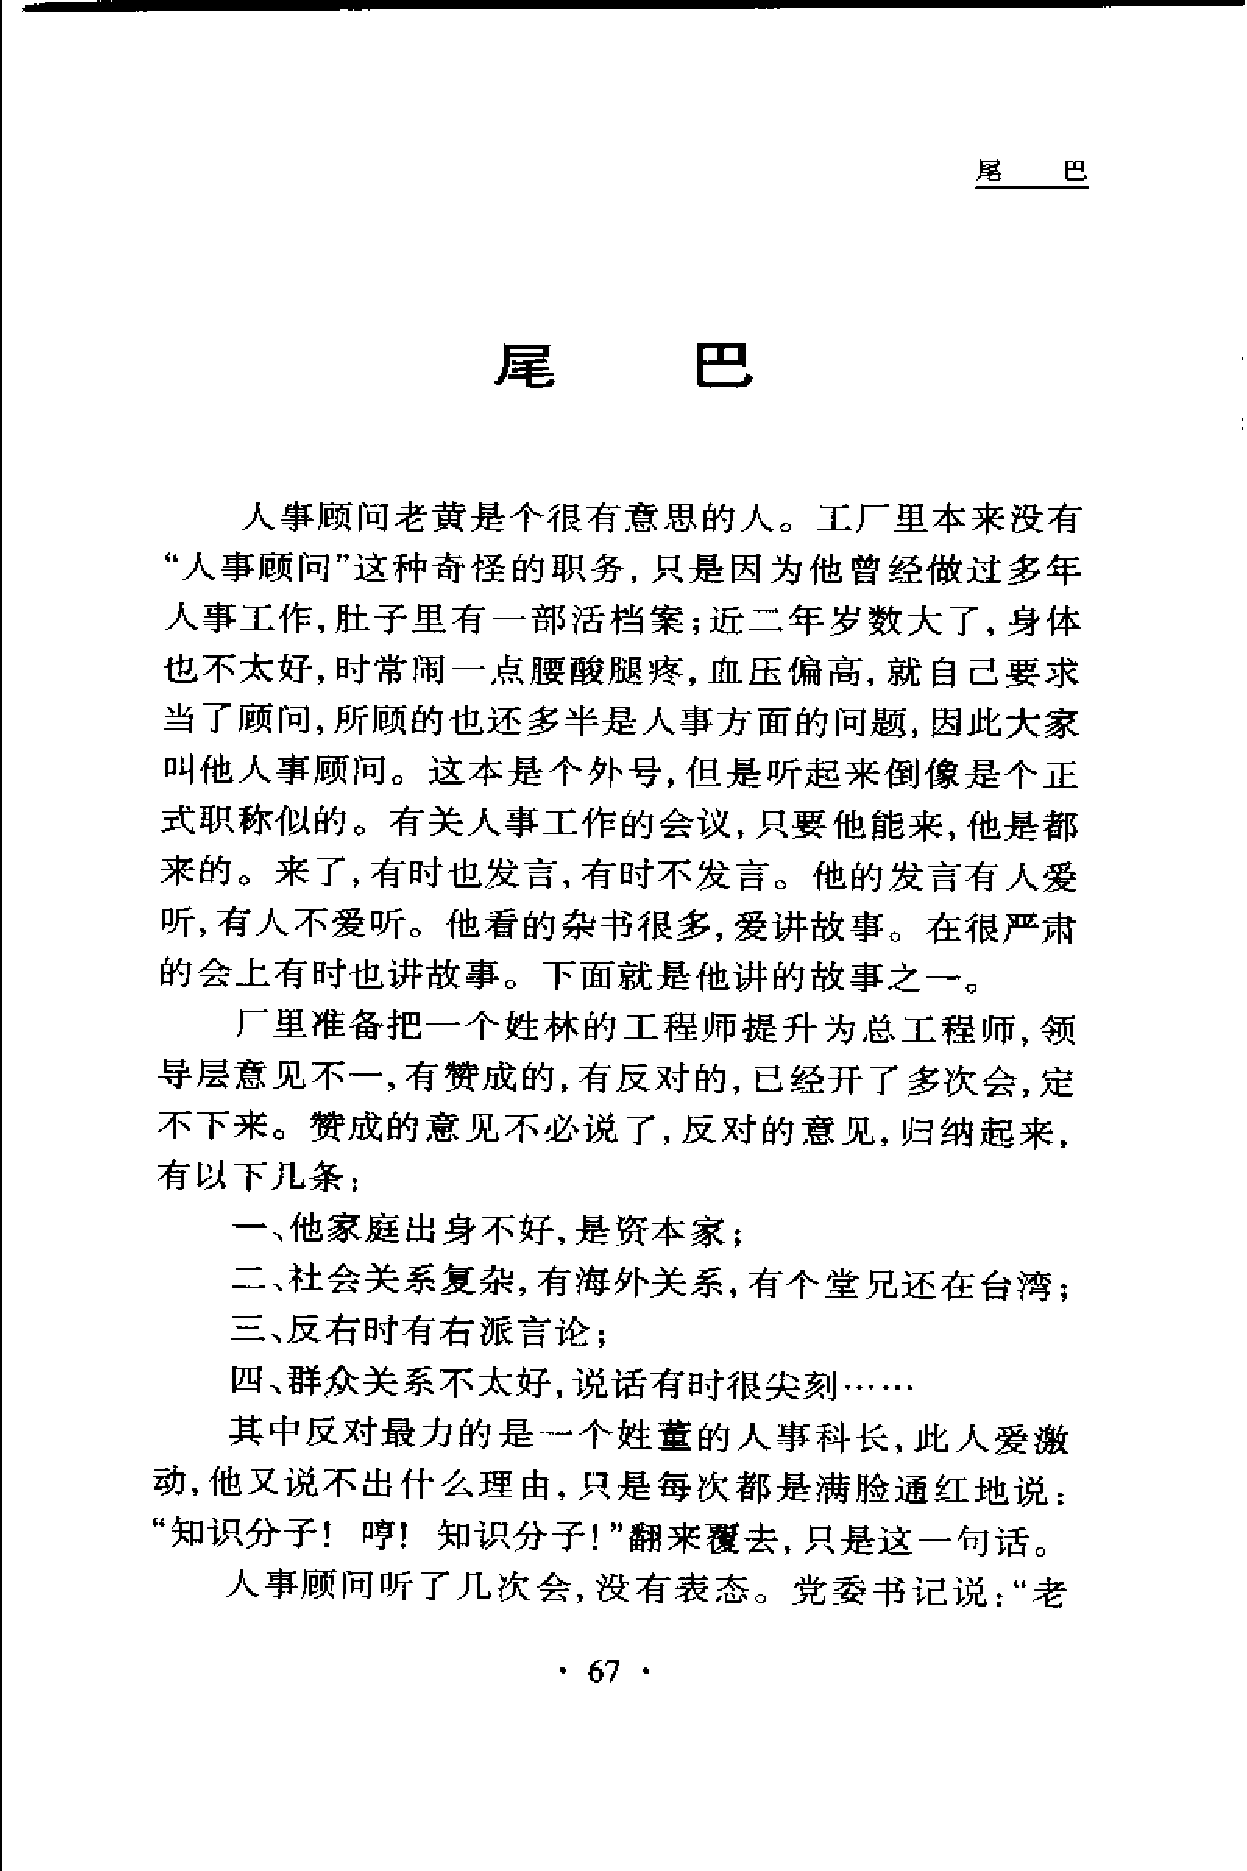 尾　巴
尾　巴
人事顾问老黄是个很有意思的人。工厂里本来没有
“人事顾问”这种奇怪的职务，只是因为他曾经做过多年
人事工作，肚子里有一部活档案；近二年岁数大了，身体
也不太好，时常闹一点腰酸腿疼，血压偏高，就自己要求
当了顾问，所顾的也还多半是人事方面的问题，因此大家
叫他人事顾问。这本是个外号，但是听起来倒像是个正
式职称似的。有关人事工作的会议，只要他能来，他是都
来的。来了，有时也发言，有时不发言。他的发言有人爱
听，有人不爱听。他看的杂书很多，爱讲故事。在很严肃
的会上有时也讲故事。下面就是他讲的故事之一。
厂里准备把一个姓林的工程师提升为总工程师，领
导层意见不一，有赞成的，有反对的，已经开了多次会，定
不下来。赞成的意见不必说了，反对的意见，归纳起来，
有以下几条：
一、他家庭出身不好，是资本家；
二、社会关系复杂，有海外关系，有个堂兄还在台湾；
三、反右时有右派言论；
四、群众关系不太好，说话有时很尖刻……
其中反对最力的是一个姓董的人事科长，此人爱激
动，他又说不出什么理由，只是每次都是满脸通红地说：
“知识分子！哼！知识分子！”翻来覆去，只是这一句话。
人事顾问听了几次会，没有表态。党委书记说：“老
· 67 ·